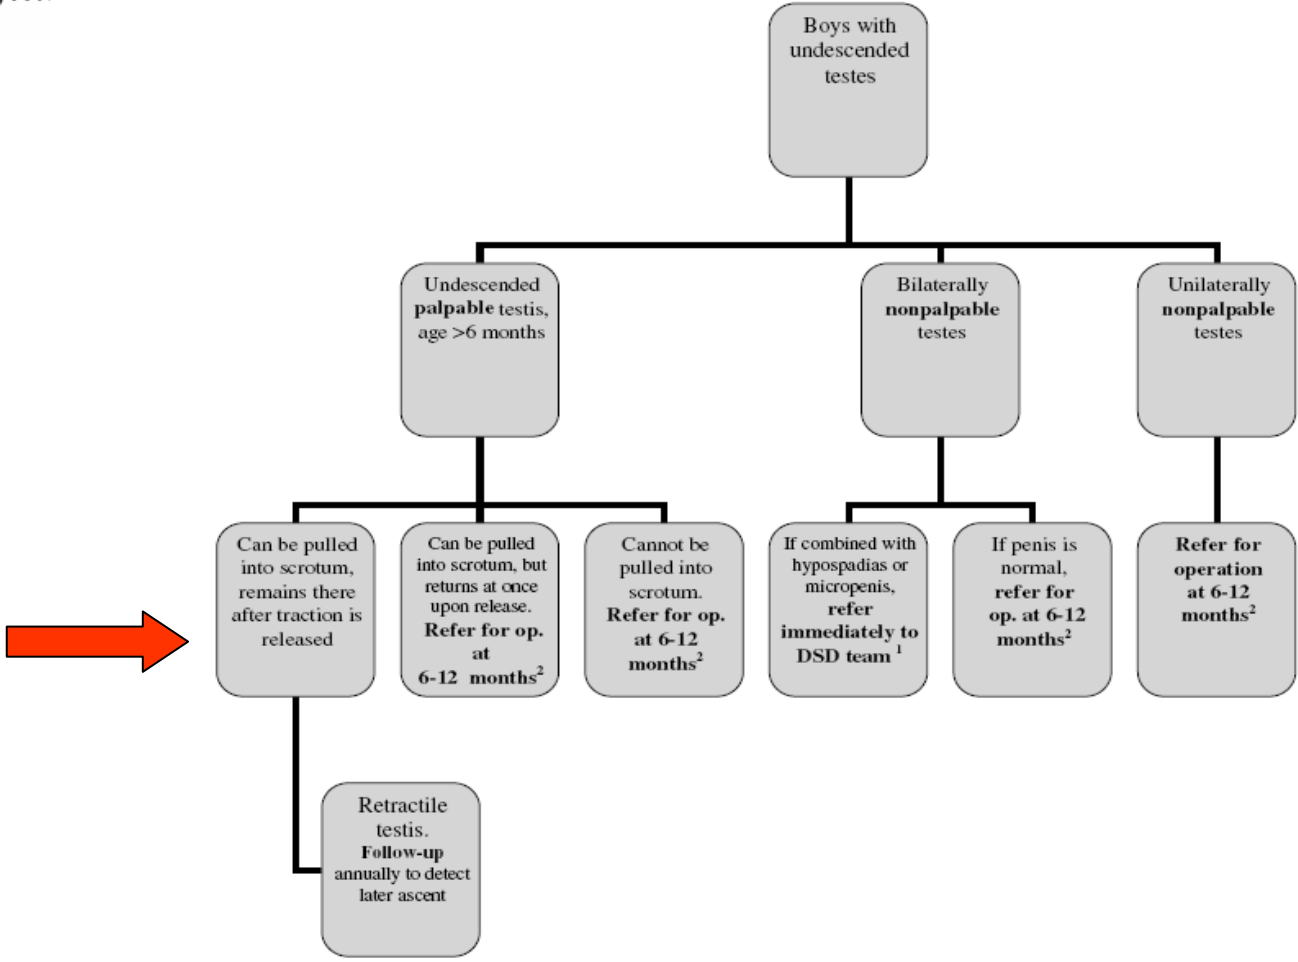 Boys with
undescended
testes
Undescended
palpable testis,
age >6 months
Bilaterally
nonpalpable
testes
Unilaterally
nonpalpable
testes
Can be pulled
into scrotum,
remains there
after traction is
released
Can be pulled
into scrotum, but
returns at once
upon release.
Refer for op.
at
6-12 months²
Cannot be
pulled into
scrotum.
Refer for op.
at 6-12
months²
If combined with
hypospadias or
micropenis,
refer
immediately to
DSD team ¹
If penis is
normal,
refer for
op. at 6-12
months²
Refer for
operation
at 6-12
months²
Retractile
testis.
Follow-up
annually to detect
later ascent